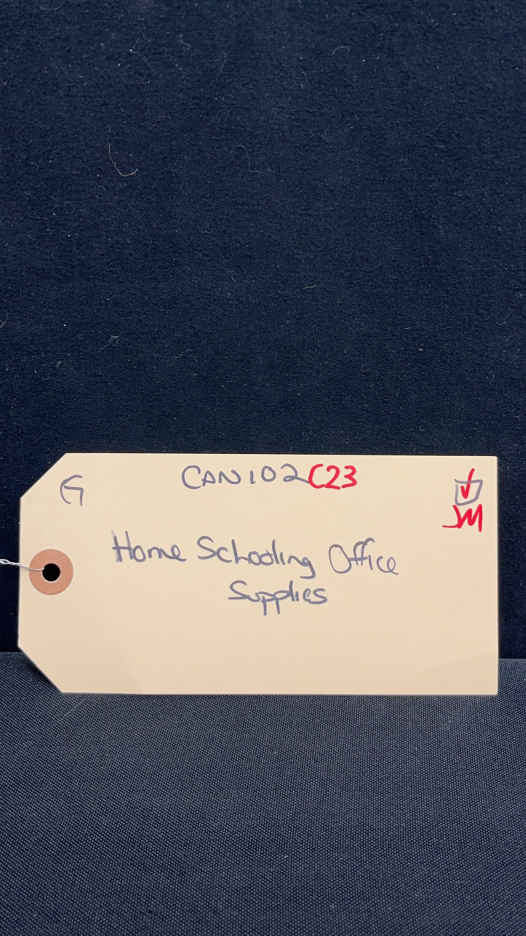 G
CAN102C23
JM
Home Schooling Office
Supplies